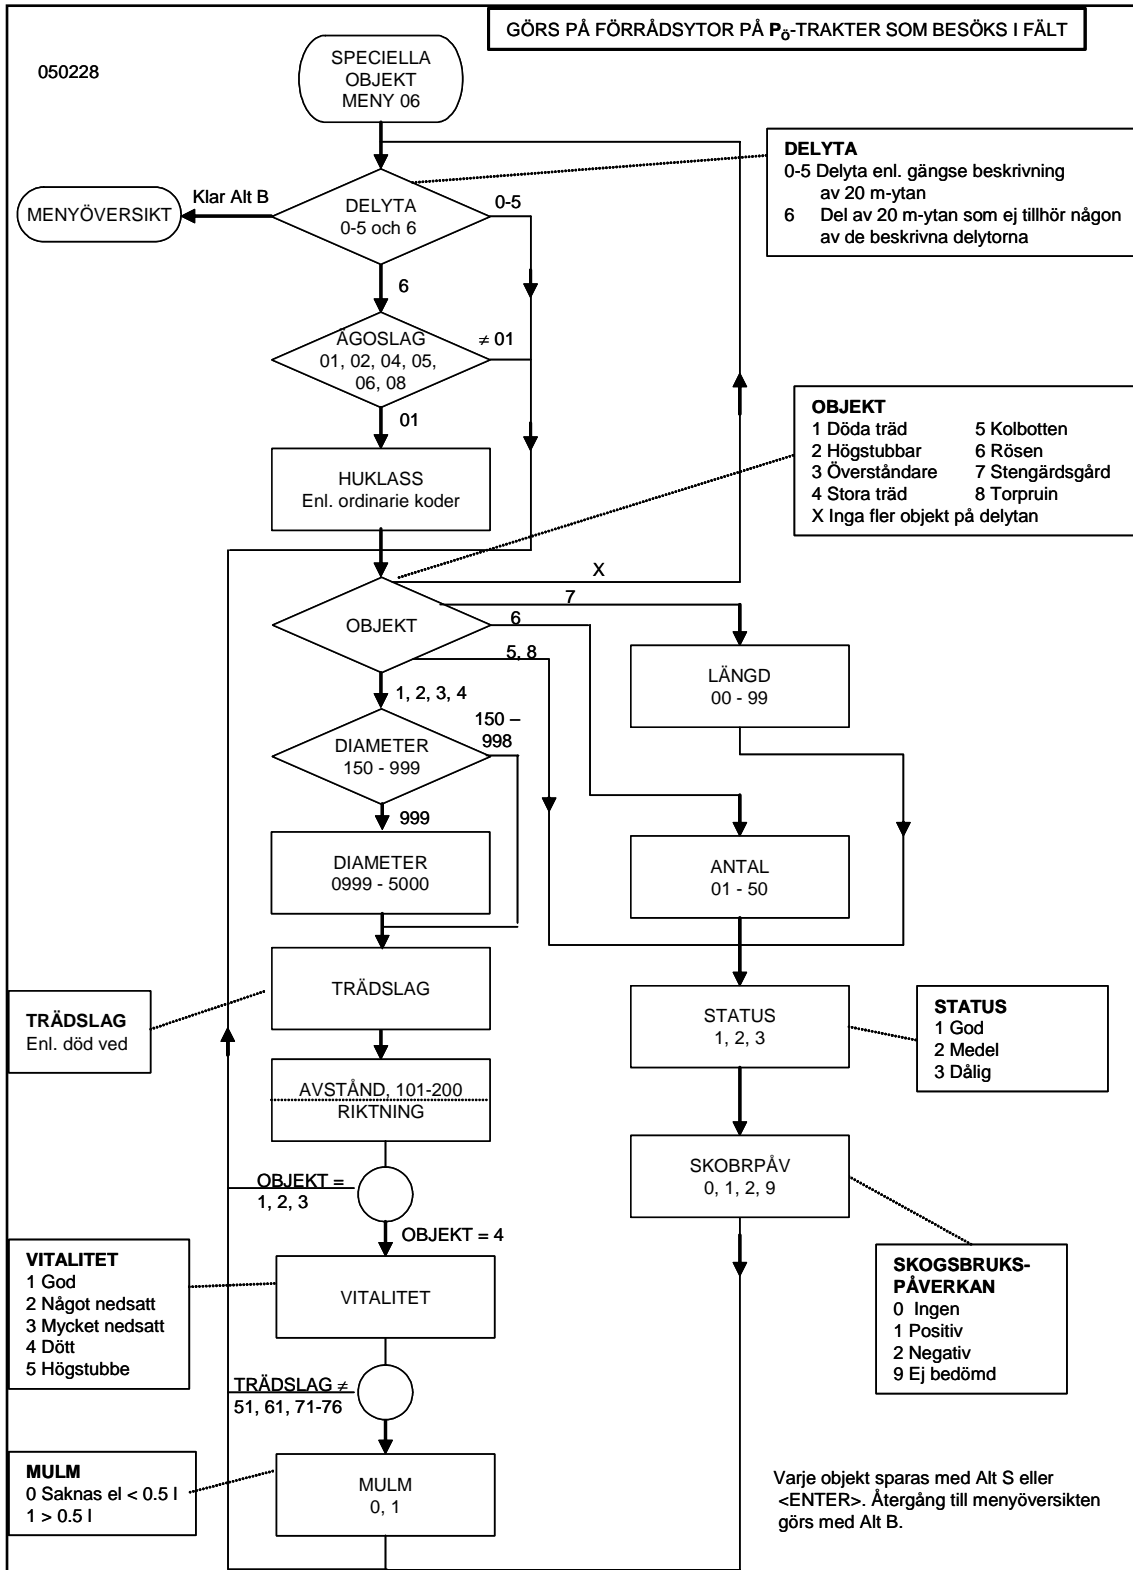 GÖRS PÅ FÖRRÅDSYTOR PÅ Pö-TRAKTER SOM BESÖKS I FÄLT
050228
SPECIELLA
OBJEKT
MENY 06
DELYTA
0-5 Delyta enl. gängse beskrivning
av 20 m-ytan
6 Del av 20 m-ytan som ej tillhör någon
av de beskrivna delytorna
MENYÖVERSIKT
Klar Alt B
DELYTA
0-5 och 6
0-5
6
ÄGOSLAG
01, 02, 04, 05,
06, 08
≠ 01
01
HUKLASS
Enl. ordinarie koder
OBJEKT
1 Döda träd 5 Kolbotten
2 Högstubbar 6 Rösen
3 Överståndare 7 Stengärdsgård
4 Stora träd 8 Torpruin
X Inga fler objekt på delytan
X
7
OBJEKT
6
5, 8
1, 2, 3, 4
LÄNGD
00 - 99
DIAMETER
150 - 999
150 –
998
999
DIAMETER
0999 - 5000
ANTAL
01 - 50
TRÄDSLAG
TRÄDSLAG
Enl. död ved
STATUS
1, 2, 3
STATUS
1 God
2 Medel
3 Dålig
AVSTÅND, 101-200
RIKTNING
OBJEKT =
1, 2, 3
OBJEKT = 4
SKOBRPÅV
0, 1, 2, 9
SKOGSBRUKS-
PÅVERKAN
0 Ingen
1 Positiv
2 Negativ
9 Ej bedömd
VITALITET
1 God
2 Något nedsatt
3 Mycket nedsatt
4 Dött
5 Högstubbe
VITALITET
TRÄDSLAG ≠
51, 61, 71-76
MULM
0 Saknas el < 0.5 l
1 > 0.5 l
MULM
0, 1
Varje objekt sparas med Alt S eller
<ENTER>. Återgång till menyöversikten
görs med Alt B.